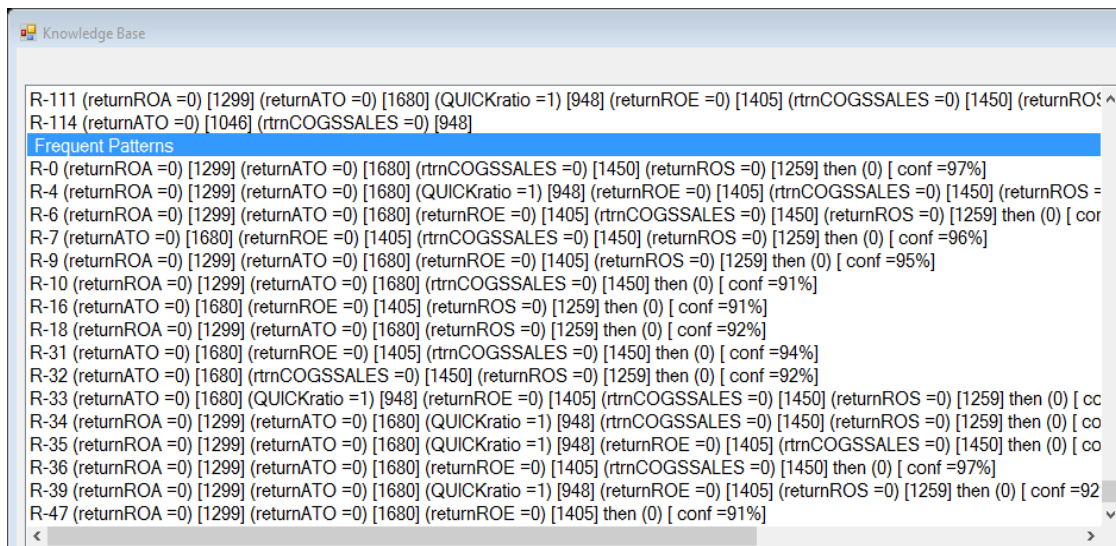 Knowledge Base
R-111 (returnROA =0) [1299] (returnATO =0) [1680] (QUICKratio =1) [948] (returnROE =0) [1405] (rtrnCOGSSALES =0) [1450] (returnROS
R-114 (returnATO =0) [1046] (rtrnCOGSSALES =0) [948]
Frequent Patterns
R-0 (returnROA =0) [1299] (returnATO =0) [1680] (rtrnCOGSSALES =0) [1450] (returnROS =0) [1259] then (0) [ conf =97%]
R-4 (returnROA =0) [1299] (returnATO =0) [1680] (QUICKratio =1) [948] (returnROE =0) [1405] (rtrnCOGSSALES =0) [1450] (returnROS =
R-6 (returnROA =0) [1299] (returnATO =0) [1680] (returnROE =0) [1405] (rtrnCOGSSALES =0) [1450] (returnROS =0) [1259] then (0) [ cor
R-7 (returnATO =0) [1680] (returnROE =0) [1405] (rtrnCOGSSALES =0) [1450] (returnROS =0) [1259] then (0) [ conf =96%]
R-9 (returnROA =0) [1299] (returnATO =0) [1680] (returnROE =0) [1405] (returnROS =0) [1259] then (0) [ conf =95%]
R-10 (returnROA =0) [1299] (returnATO =0) [1680] (rtrnCOGSSALES =0) [1450] then (0) [ conf =91%]
R-16 (returnATO =0) [1680] (returnROE =0) [1405] (returnROS =0) [1259] then (0) [ conf =91%]
R-18 (returnROA =0) [1299] (returnATO =0) [1680] (returnROS =0) [1259] then (0) [ conf =92%]
R-31 (returnATO =0) [1680] (returnROE =0) [1405] (rtrnCOGSSALES =0) [1450] then (0) [ conf =94%]
R-32 (returnATO =0) [1680] (rtrnCOGSSALES =0) [1450] (returnROS =0) [1259] then (0) [ conf =92%]
R-33 (returnATO =0) [1680] (QUICKratio =1) [948] (returnROE =0) [1405] (rtrnCOGSSALES =0) [1450] (returnROS =0) [1259] then (0) [ cc
R-34 (returnROA =0) [1299] (returnATO =0) [1680] (QUICKratio =1) [948] (rtrnCOGSSALES =0) [1450] (returnROS =0) [1259] then (0) [ co
R-35 (returnROA =0) [1299] (returnATO =0) [1680] (QUICKratio =1) [948] (returnROE =0) [1405] (rtrnCOGSSALES =0) [1450] then (0) [ co
R-36 (returnROA =0) [1299] (returnATO =0) [1680] (returnROE =0) [1405] (rtrnCOGSSALES =0) [1450] then (0) [ conf =97%]
R-39 (returnROA =0) [1299] (returnATO =0) [1680] (QUICKratio =1) [948] (returnROE =0) [1405] (returnROS =0) [1259] then (0) [ conf =92
R-47 (returnROA =0) [1299] (returnATO =0) [1680] (returnROE =0) [1405] then (0) [ conf =91%]